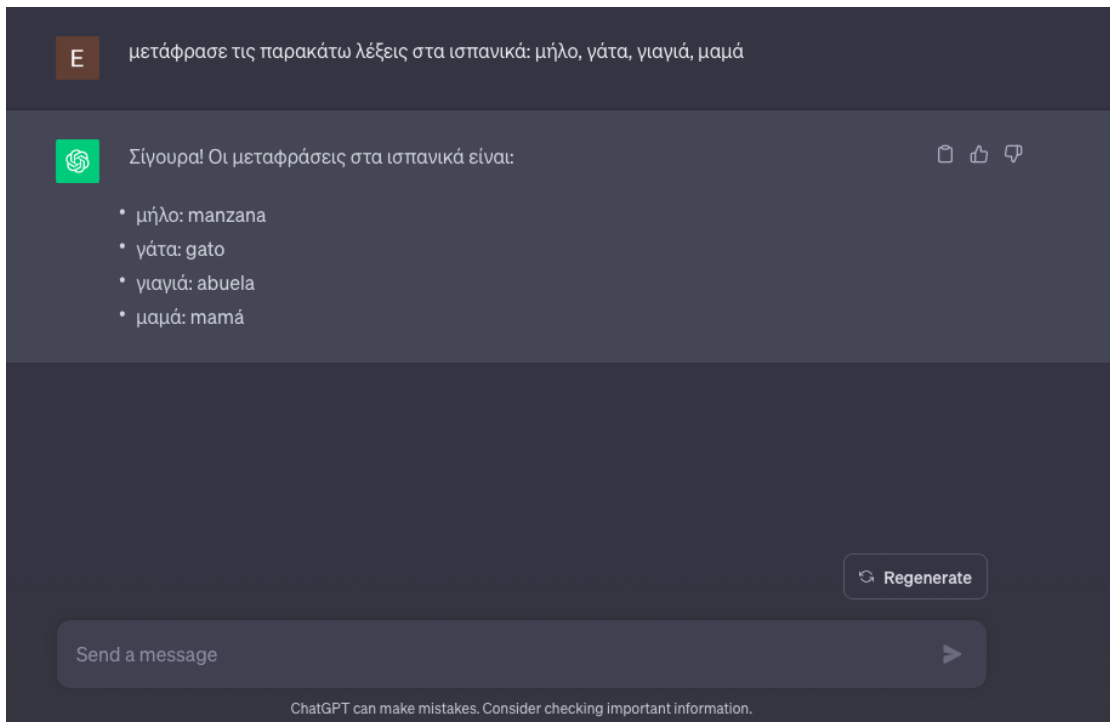 E
μετάφρασε τις παρακάτω λέξεις στα ισπανικά: μήλο, γάτα, γιαγιά, μαμά
Σίγουρα! Οι μεταφράσεις στα ισπανικά είναι:
• μήλο: manzana
• γάτα: gato
• γιαγιά: abuela
• μαμά: mamá
Regenerate
Send a message
ChatGPT can make mistakes. Consider checking important information.